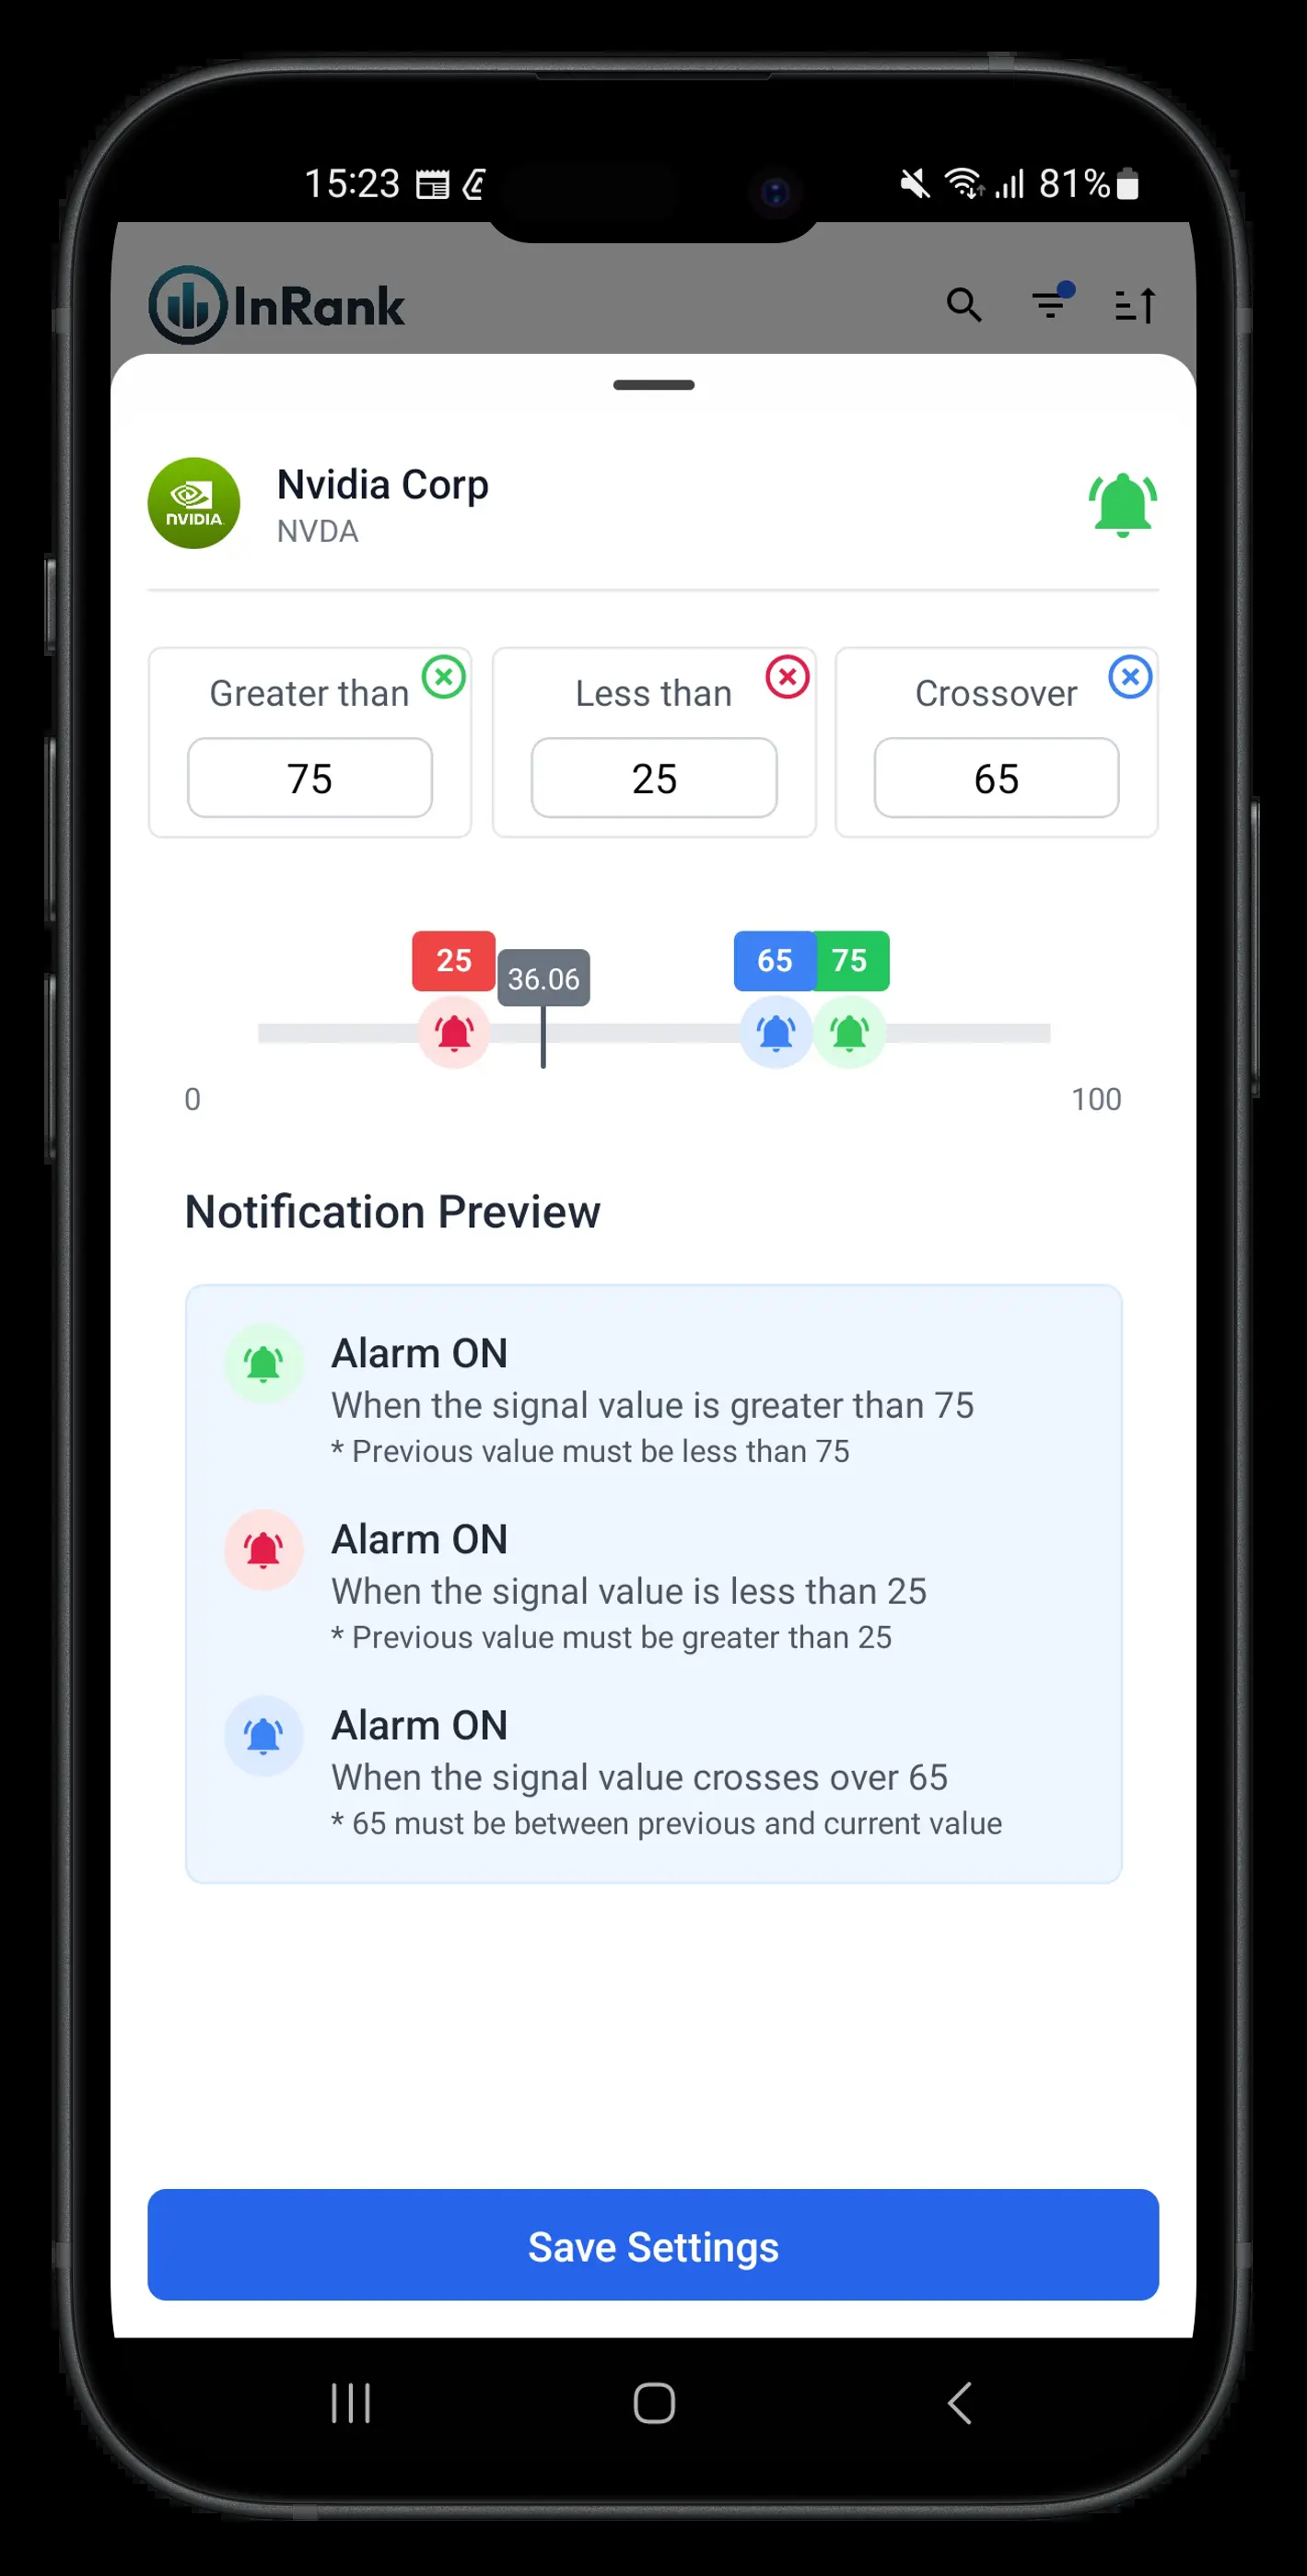 15:23 81%
InRank
Nvidia Corp
NVIDIA.
NVDA
Greater than Less than Crossover
75 25 65
25 36.06 65 75
0 100
Notification Preview
Alarm ON
When the signal value is greater than 75
* Previous value must be less than 75
Alarm ON
When the signal value is less than 25
* Previous value must be greater than 25
Alarm ON
When the signal value crosses over 65
* 65 must be between previous and current value
Save Settings